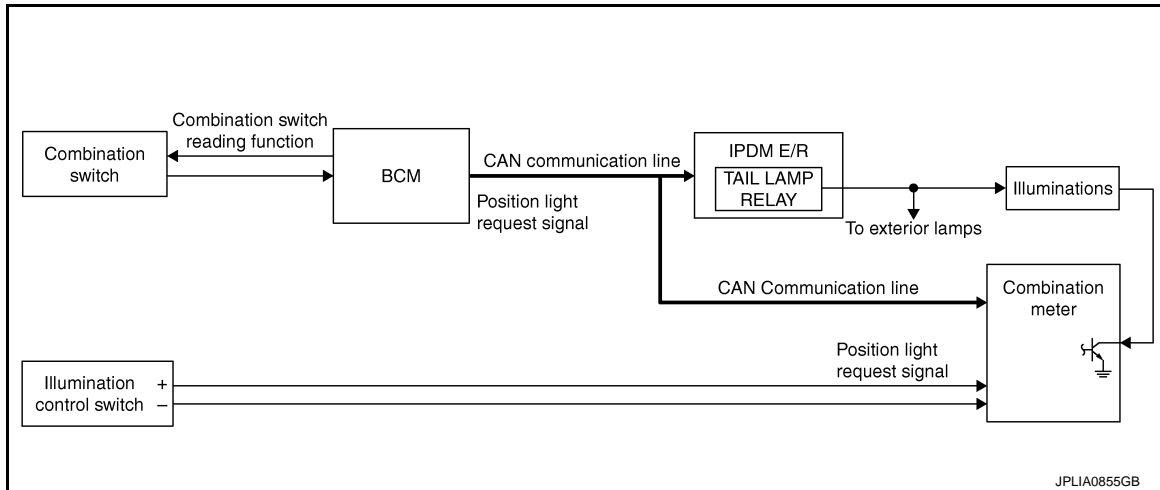 Combination switch
reading function
Combination
switch
BCM
CAN communication line
Position light
request signal
IPDM E/R
TAIL LAMP
RELAY
To exterior lamps
Illuminations
CAN Communication line
Combination
meter
Position light
request signal
Illumination +
control switch –
JPLIA0855GB